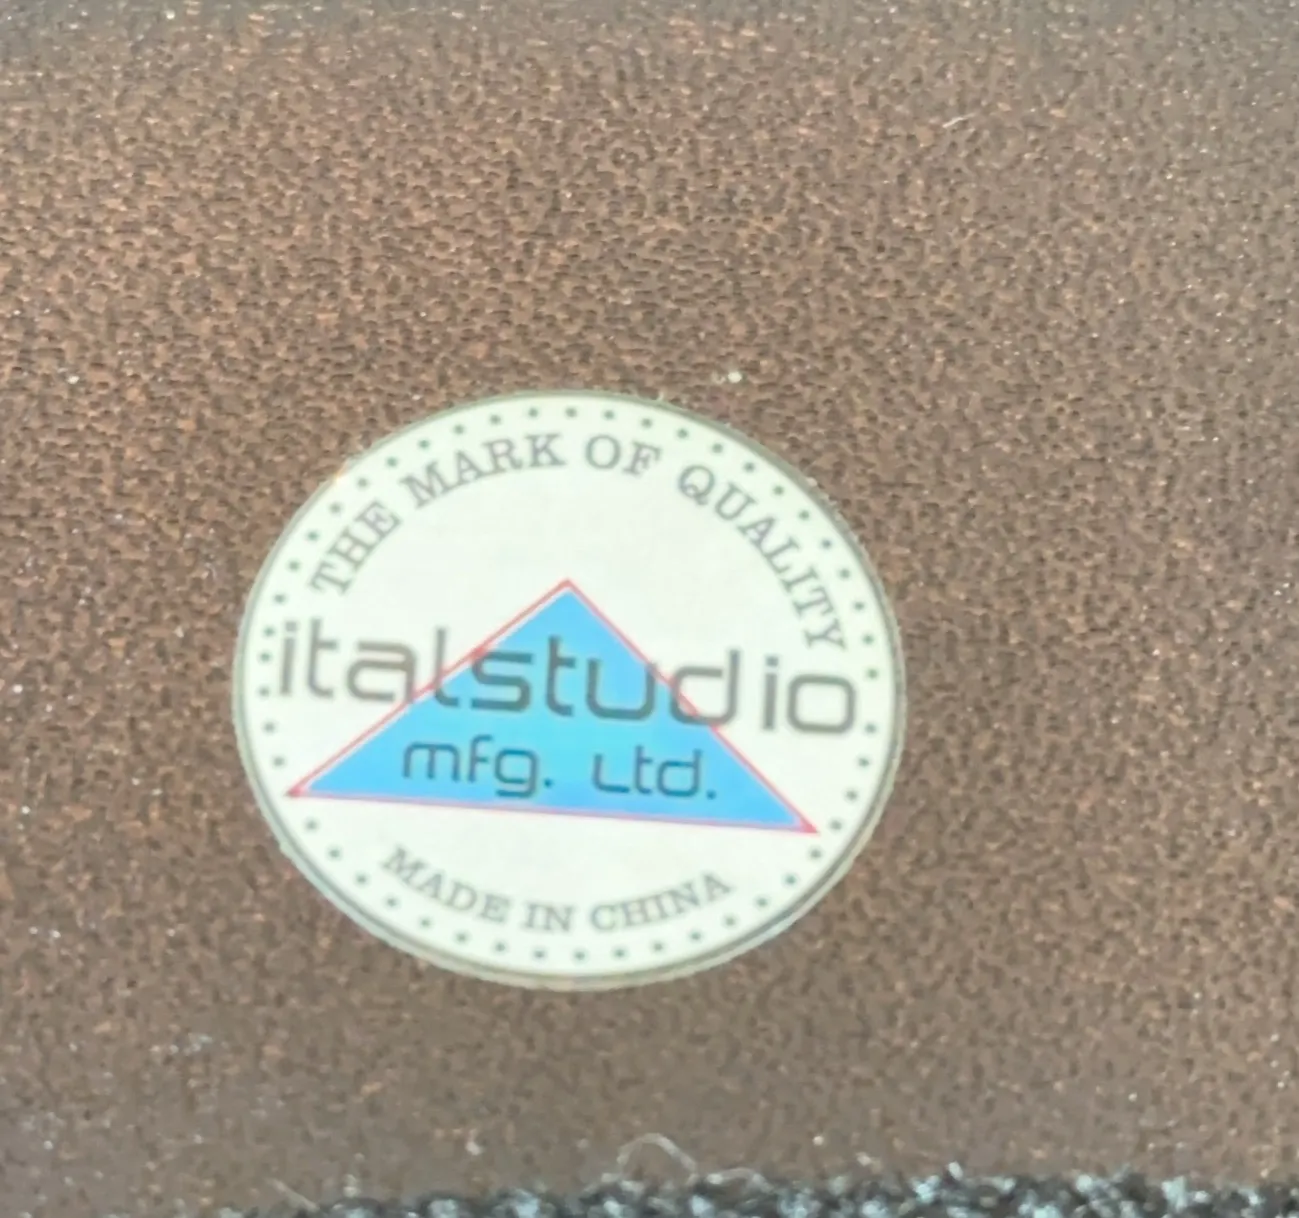 THE MARK OF QUALITY
italstudio
mfg. Ltd.
MADE IN CHINA